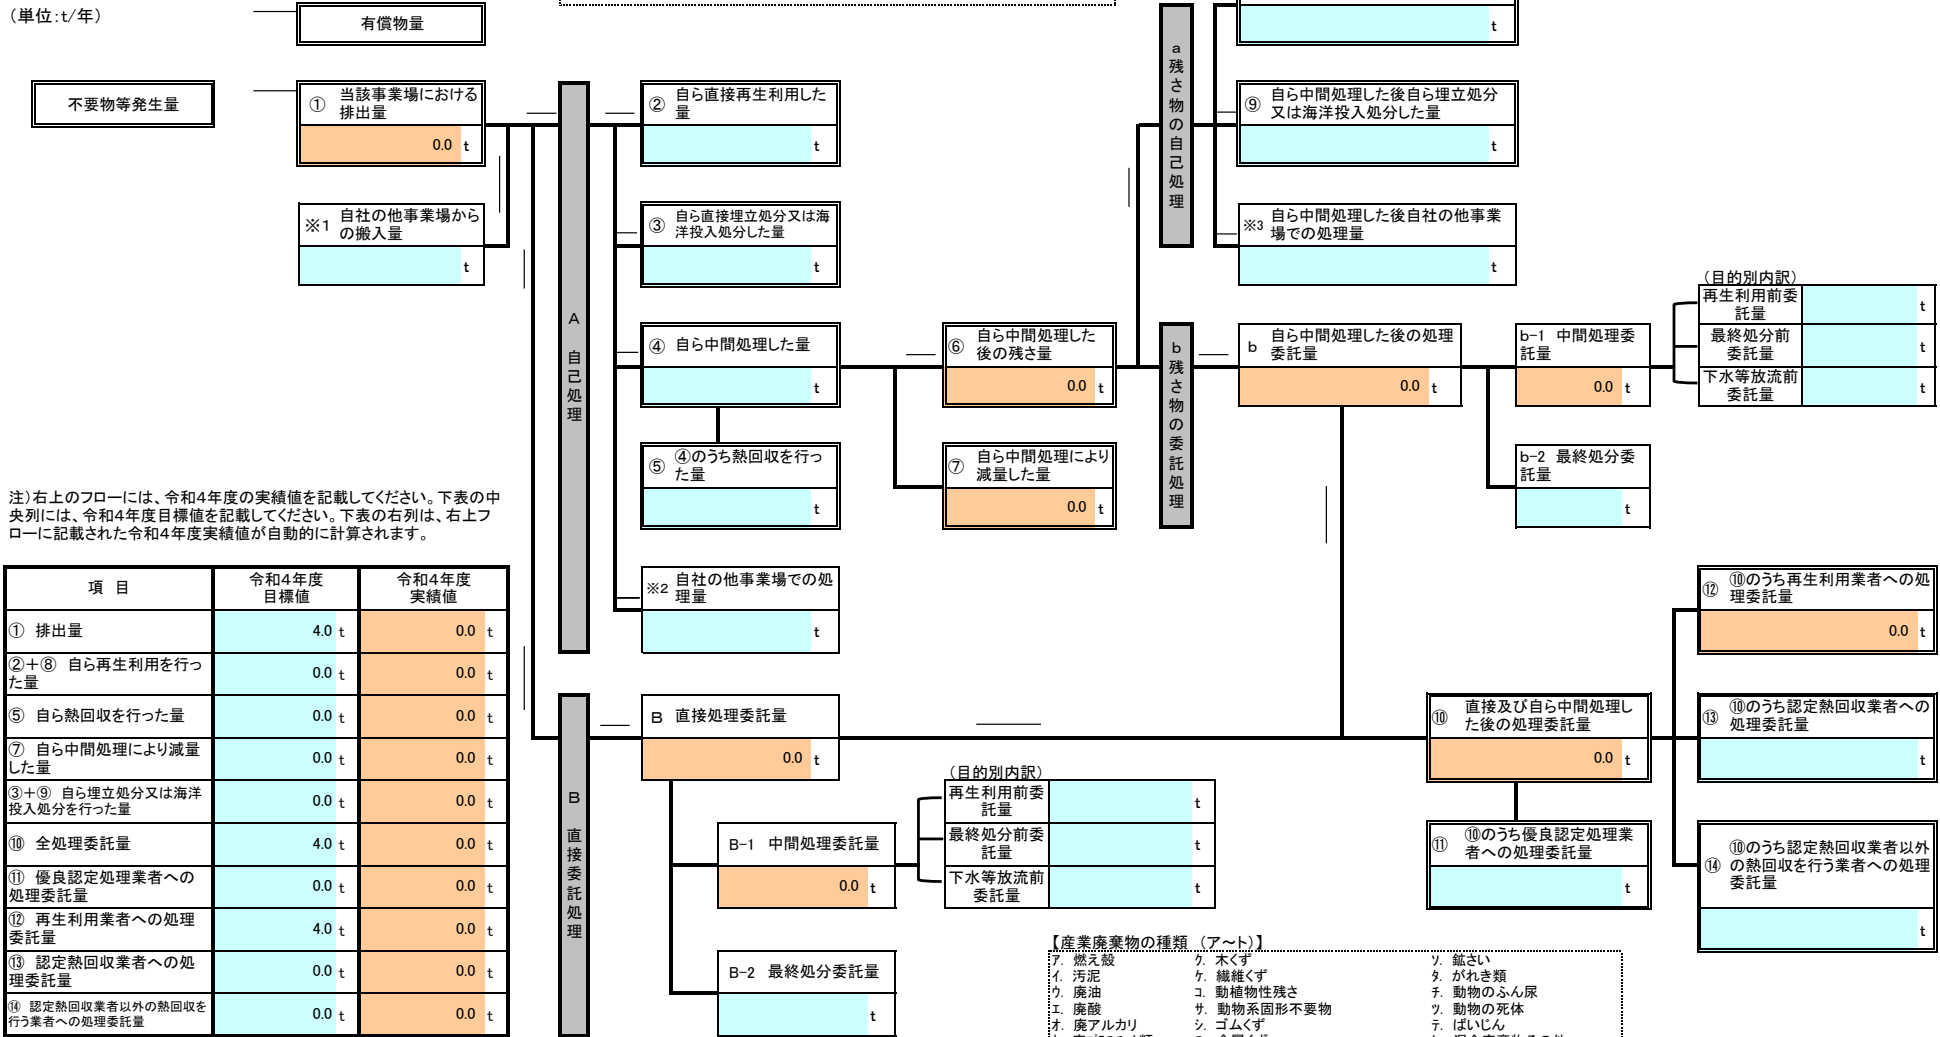 （単位：t/年）
有償物量
t
不要物等発生量
① 当該事業場における
排出量
0.0 t
※1 自社の他事業場から
の搬入量
t
A 自己処理
② 自ら直接再生利用した
量
t
③ 自ら直接埋立処分又は海
洋投入処分した量
t
④ 自ら中間処理した量
t
⑤ ④のうち熱回収を行っ
た量
t
※2 自社の他事業場での処
理量
t
⑥ 自ら中間処理した
後の残さ量
0.0 t
⑦ 自ら中間処理により
減量した量
0.0 t
a 残さ物の自己処理
⑨ 自ら中間処理した後自ら埋立処分
又は海洋投入処分した量
t
※3 自ら中間処理した後自社の他事業
場での処理量
t
b 残さ物の委託処理
b 自ら中間処理した後の処理
委託量
0.0 t
b-1 中間処理委
託量
0.0 t
b-2 最終処分委
託量
t
（目的別内訳）
再生利用前委
託量
t
最終処分前
委託量
t
下水等放流前
委託量
t
注）右上のフローには、令和4年度の実績値を記載してください。下表の中
央列には、令和4年度目標値を記載してください。下表の右列は、右上フ
ローに記載された令和4年度実績値が自動的に計算されます。
項 目 令和4年度
目標値 令和4年度
実績値
① 排出量 4.0 t 0.0 t
②＋⑧ 自ら再生利用を行っ
た量 0.0 t 0.0 t
⑤ 自ら熱回収を行った量 0.0 t 0.0 t
⑦ 自ら中間処理により減量
した量 0.0 t 0.0 t
③＋⑨ 自ら埋立処分又は海洋
投入処分を行った量 0.0 t 0.0 t
⑩ 全処理委託量 4.0 t 0.0 t
⑪ 優良認定処理業者への
処理委託量 0.0 t 0.0 t
⑫ 再生利用業者への処理
委託量 4.0 t 0.0 t
⑬ 認定熱回収業者への処
理委託量 0.0 t 0.0 t
⑭ 認定熱回収業者以外の熱回収を
行う業者への処理委託量 0.0 t 0.0 t
B 直接委託処理
B 直接処理委託量
0.0 t
B-1 中間処理委託量
0.0 t
B-2 最終処分委託量
t
（目的別内訳）
再生利用前委
託量
t
最終処分前委
託量
t
下水等放流前
委託量
t
⑩ 直接及び自ら中間処理し
た後の処理委託量
0.0 t
⑪ ⑩のうち優良認定処理業
者への処理委託量
t
⑫ ⑩のうち再生利用業者への処
理委託量
0.0 t
⑬ ⑩のうち認定熱回収業者への
処理委託量
t
⑭ ⑩のうち認定熱回収業者以外
の熱回収を行う業者への処理
委託量
t
【産業廃棄物の種類 （ア～ト）】
ア. 燃え殻 ク. 木くず ソ. 鉱さい
イ. 汚泥 ケ. 繊維くず タ. がれき類
ウ. 廃油 コ. 動植物性残さ チ. 動物のふん尿
エ. 廃酸 サ. 動物系固形不要物 ツ. 動物の死体
オ. 廃アルカリ シ. ゴムくず テ. ばいじん